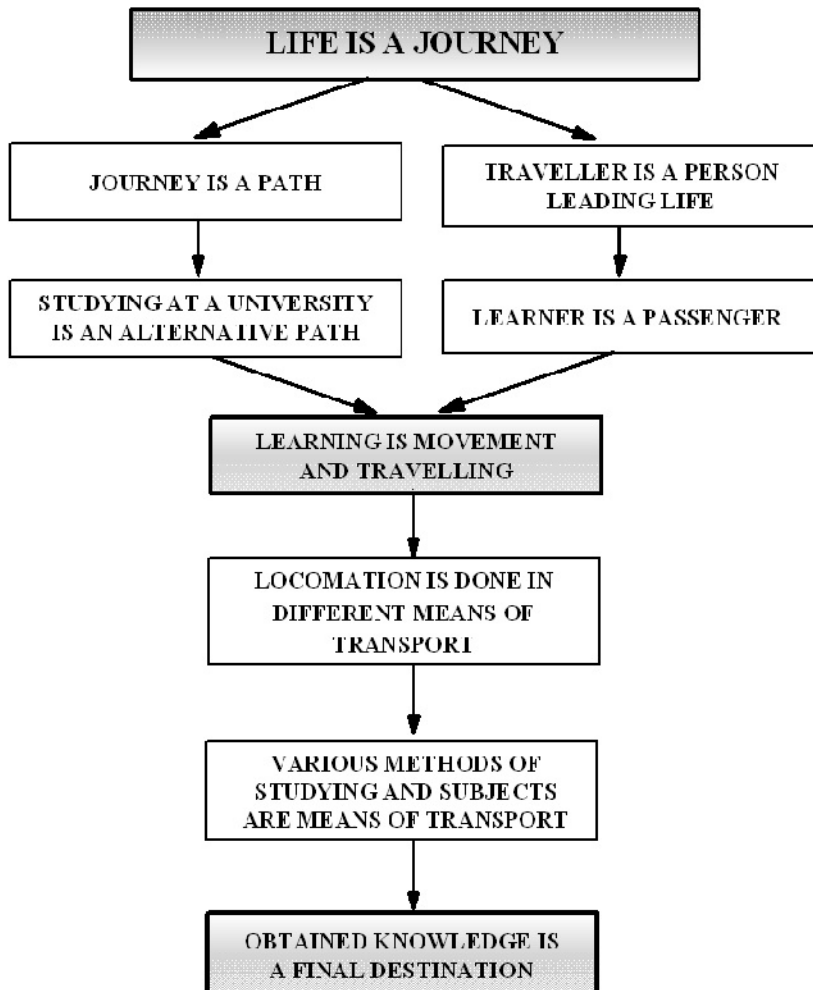 LIFE IS A JOURNEY
JOURNEY IS A PATH
TRAVELLER IS A PERSON
LEADING LIFE
STUDYING AT A UNIVERSITY
IS AN ALTERNATIVE PATH
LEARNER IS A PASSENGER
LEARNING IS MOVEMENT
AND TRAVELLING
LOCOMATION IS DONE IN
DIFFERENT MEANS OF
TRANSPORT
VARIOUS METHODS OF
STUDYING AND SUBJECTS
ARE MEANS OF TRANSPORT
OBTAINED KNOWLEDGE IS
A FINAL DESTINATION